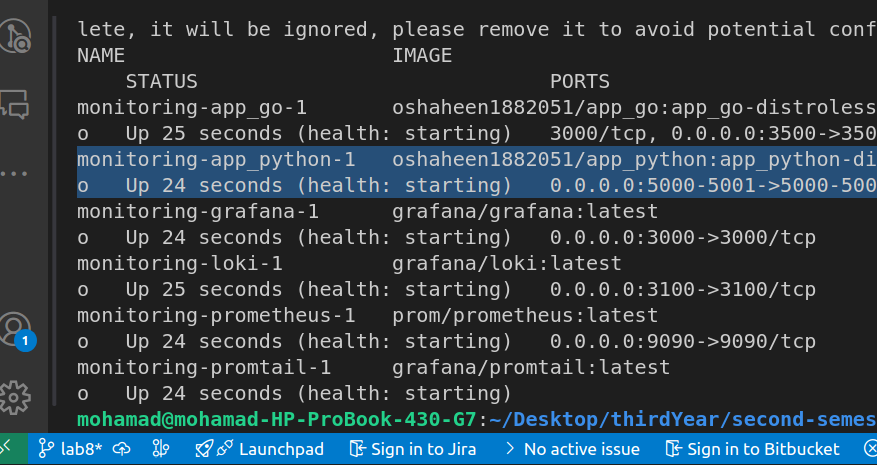 lete, it will be ignored, please remove it to avoid potential conf
NAME IMAGE
STATUS PORTS
monitoring-app_go-1 oshaheen1882051/app_go:app_go-distroless
o Up 25 seconds (health: starting) 3000/tcp, 0.0.0.0:3500->350
monitoring-app_python-1 oshaheen1882051/app_python:app_python-di
o Up 24 seconds (health: starting) 0.0.0.0:5000-5001->5000-500
monitoring-grafana-1 grafana/grafana:latest
o Up 24 seconds (health: starting) 0.0.0.0:3000->3000/tcp
monitoring-loki-1 grafana/loki:latest
o Up 25 seconds (health: starting) 0.0.0.0:3100->3100/tcp
monitoring-prometheus-1 prom/prometheus:latest
o Up 24 seconds (health: starting) 0.0.0.0:9090->9090/tcp
monitoring-promtail-1 grafana/promtail:latest
o Up 24 seconds (health: starting)
mohamad@mohamad-HP-ProBook-430-G7:~/Desktop/thirdYear/second-semes
1
lab8* Launchpad Sign in to Jira No active issue Sign in to Bitbucket